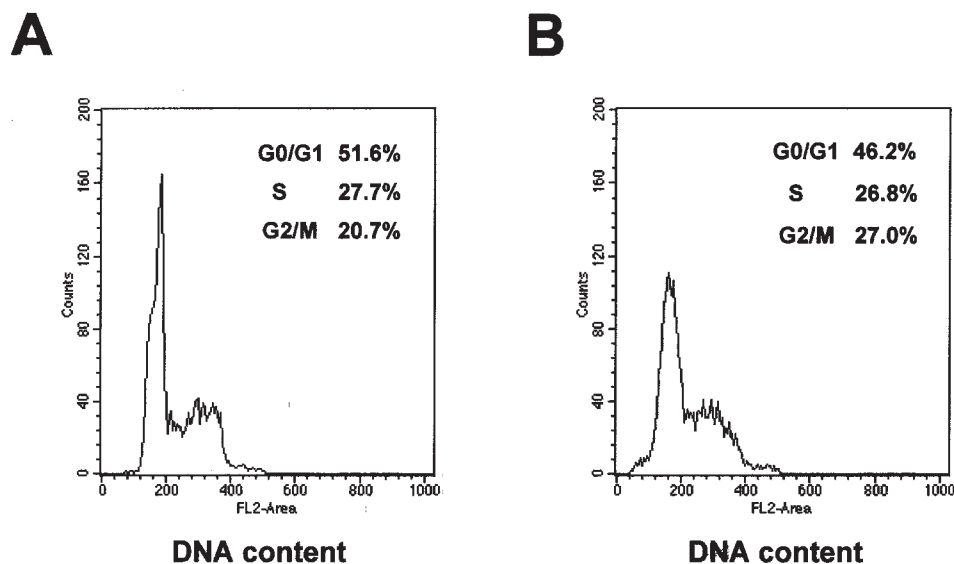 A
B
200
160
120
80
40
0
Counts
G0/G1 51.6%
S 27.7%
G2/M 20.7%
0 200 400 600 800 1000
FL2-Area
DNA content
200
160
120
80
40
0
Counts
G0/G1 46.2%
S 26.8%
G2/M 27.0%
0 200 400 600 800 1000
FL2-Area
DNA content